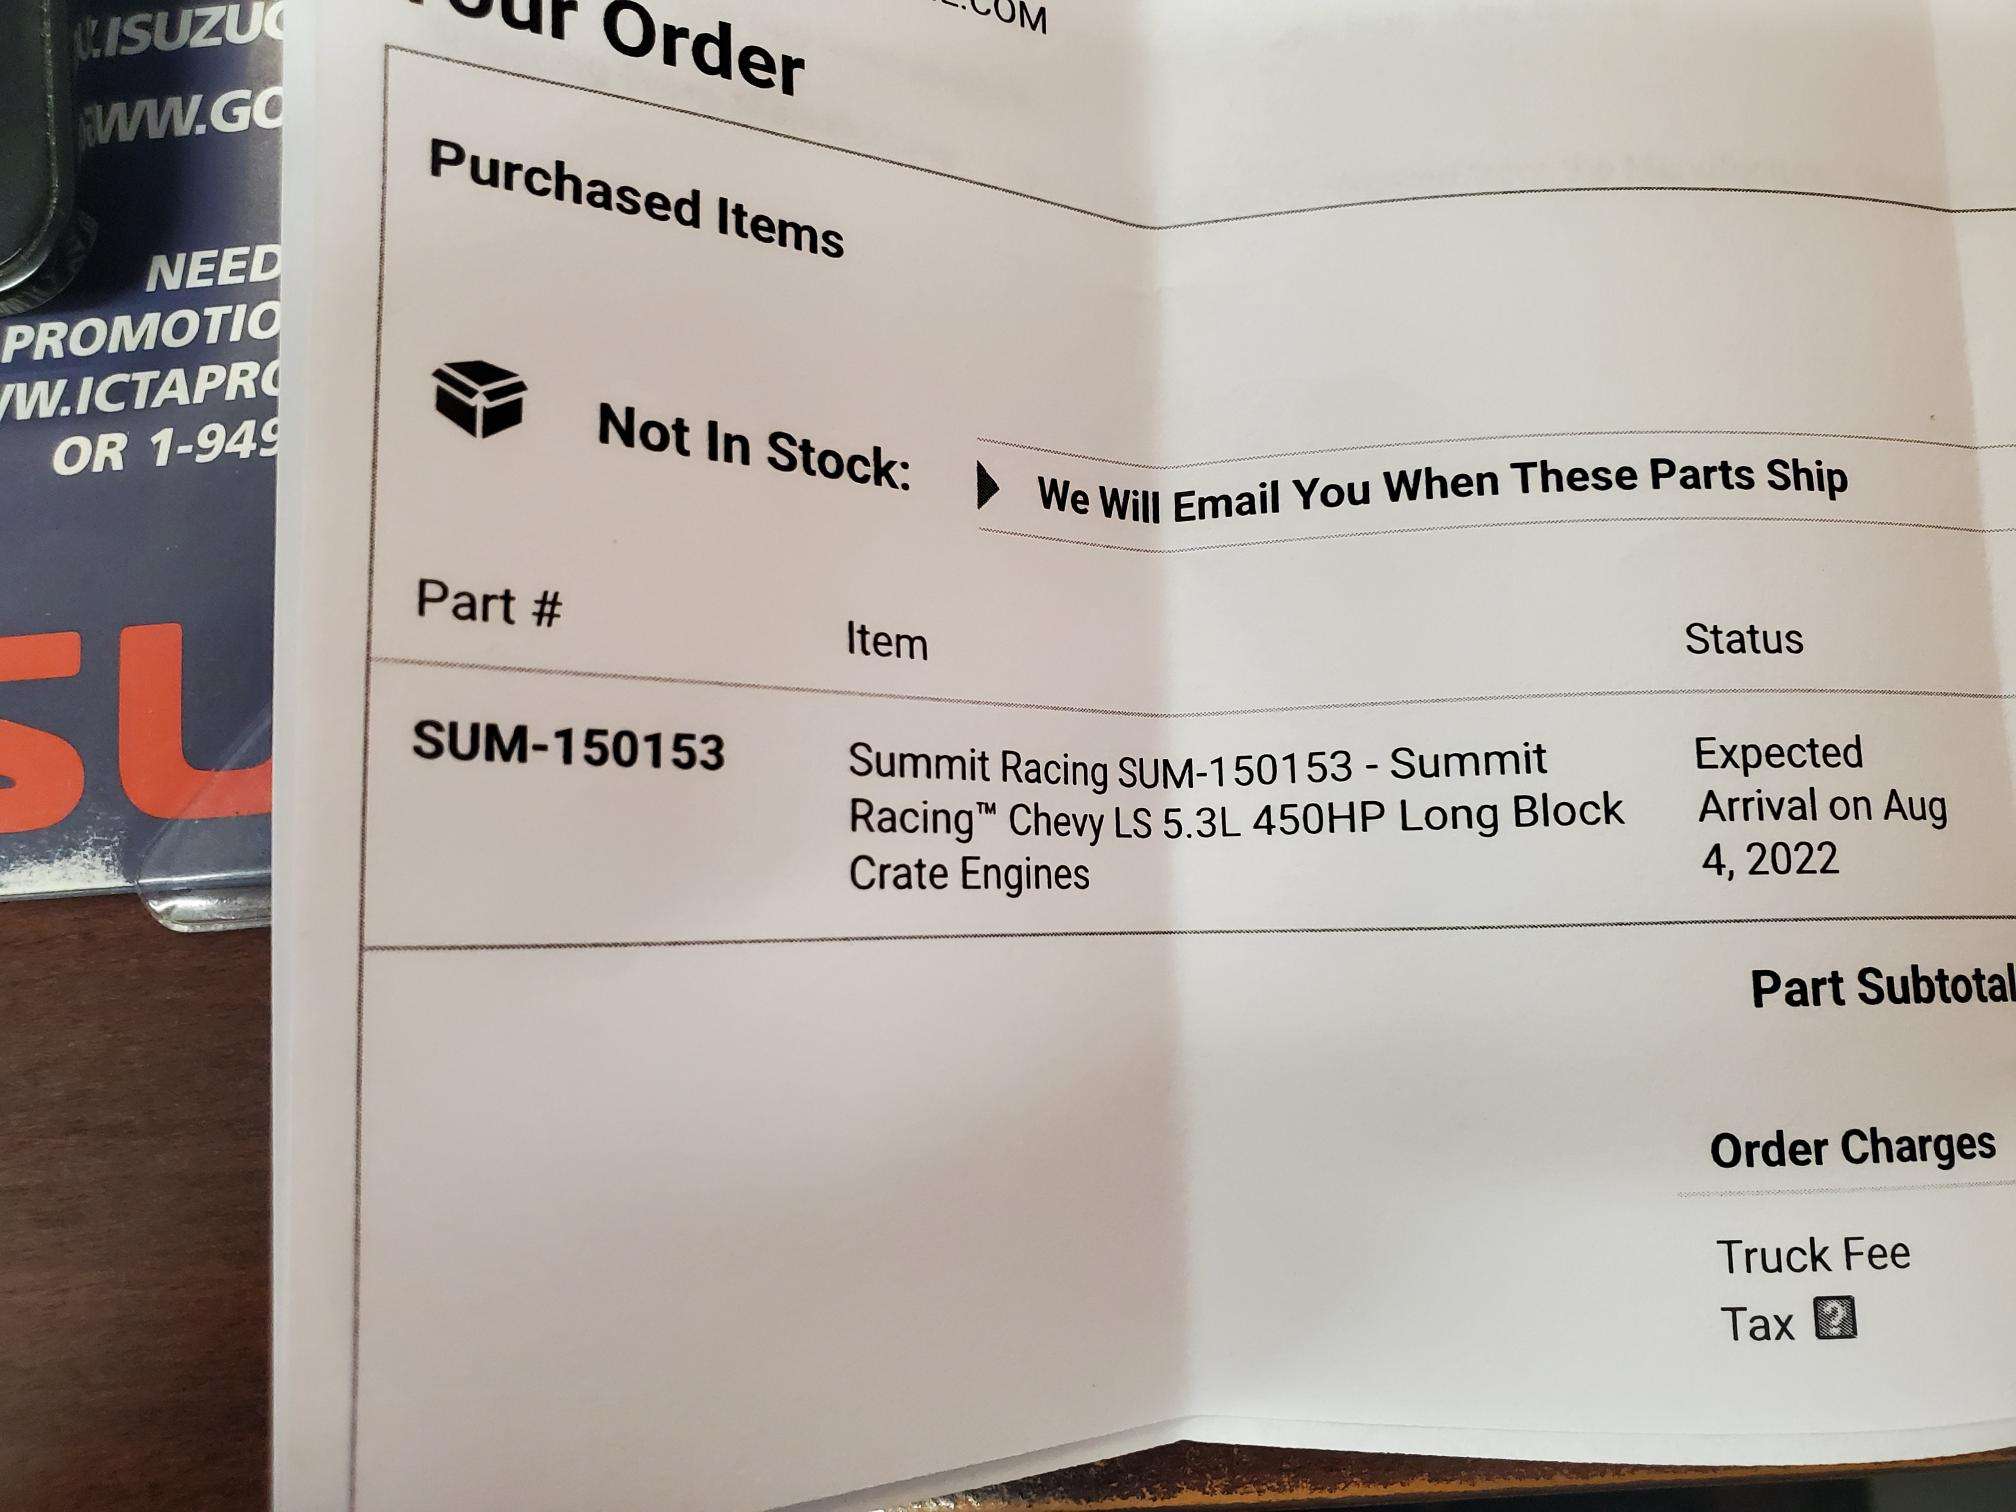 .ISUZU
WW.GO
NEED
PROMOTIO
W.ICTAPRO
OR 1-949
SU
.COM
Your Order
Purchased Items
Not In Stock:
We Will Email You When These Parts Ship
Part #
Item
Status
SUM-150153
Summit Racing SUM-150153 - Summit
Racing™ Chevy LS 5.3L 450HP Long Block
Crate Engines
Expected
Arrival on Aug
4, 2022
Part Subtotal
Order Charges
Truck Fee
Tax ?